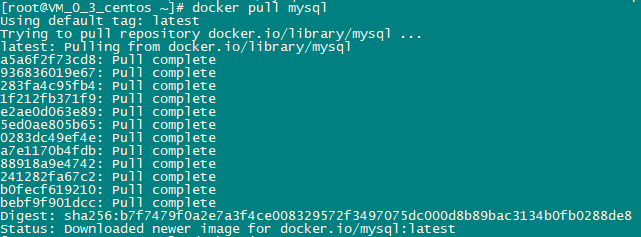 [root@VM_0_3_centos ~]# docker pull mysql
Using default tag: latest
Trying to pull repository docker.io/library/mysql ...
latest: Pulling from docker.io/library/mysql
a5a6f2f73cd8: Pull complete
936836019e67: Pull complete
283fa4c95fb4: Pull complete
1f212fb371f9: Pull complete
e2ae0d063e89: Pull complete
5ed0ae805b65: Pull complete
0283dc49ef4e: Pull complete
a7e1170b4fdb: Pull complete
88918a9e4742: Pull complete
241282fa67c2: Pull complete
b0fecf619210: Pull complete
bebf9f901dcc: Pull complete
Digest: sha256:b7f7479f0a2e7a3f4ce008329572f3497075dc000d8b89bac3134b0fb0288de8
Status: Downloaded newer image for docker.io/mysql:latest